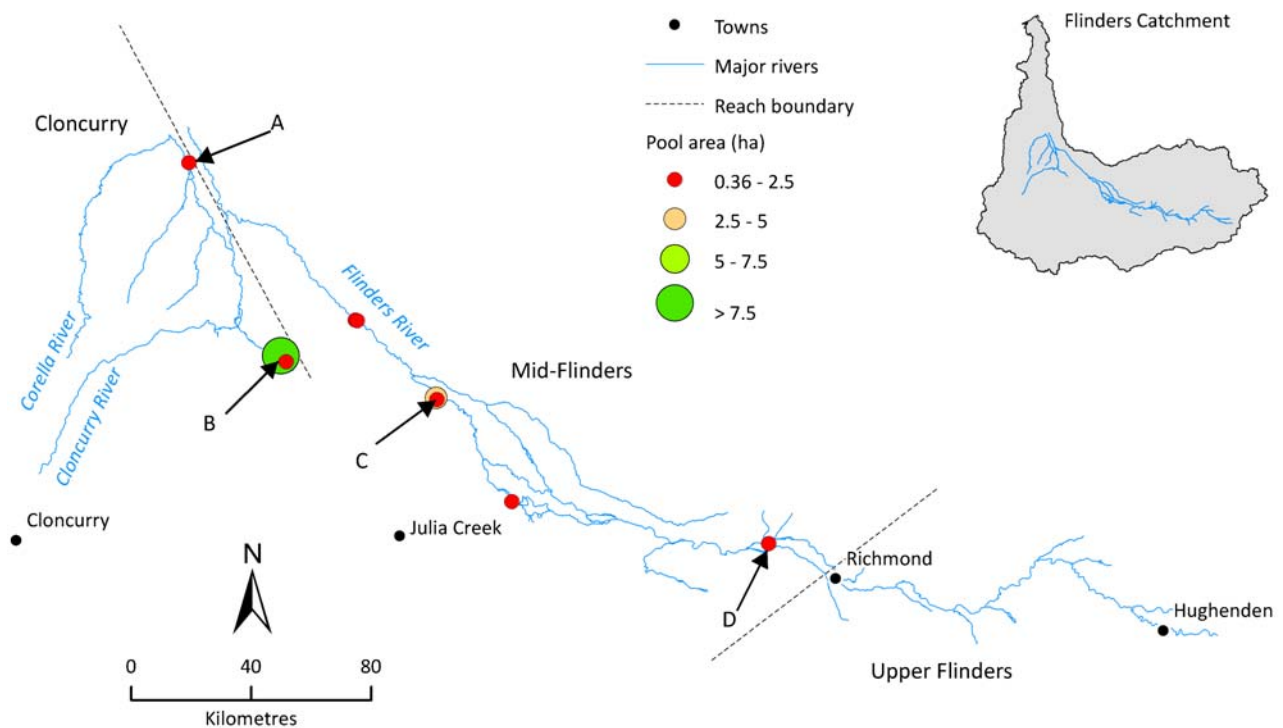 Towns
Major rivers
Reach boundary
Pool area (ha)
0.36 - 2.5
2.5 - 5
5 - 7.5
> 7.5
Flinders Catchment
Cloncurry
A
Flinders River
Mid-Flinders
Corella River
Cloncurry River
B
C
Cloncurry
Julia Creek
Richmond
D
Hughenden
Upper Flinders
N
0 40 80
Kilometres